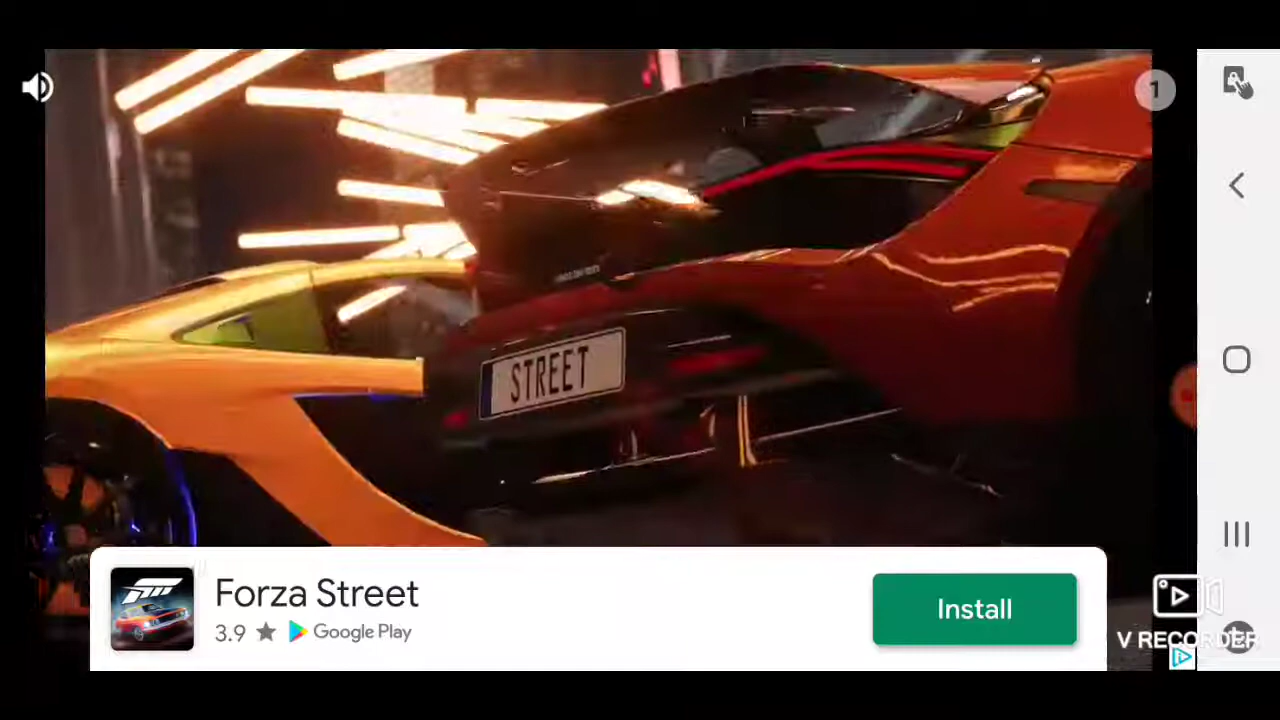 1
STREET
Forza Street
3.9 ★ Google Play
Install
V RECORDER